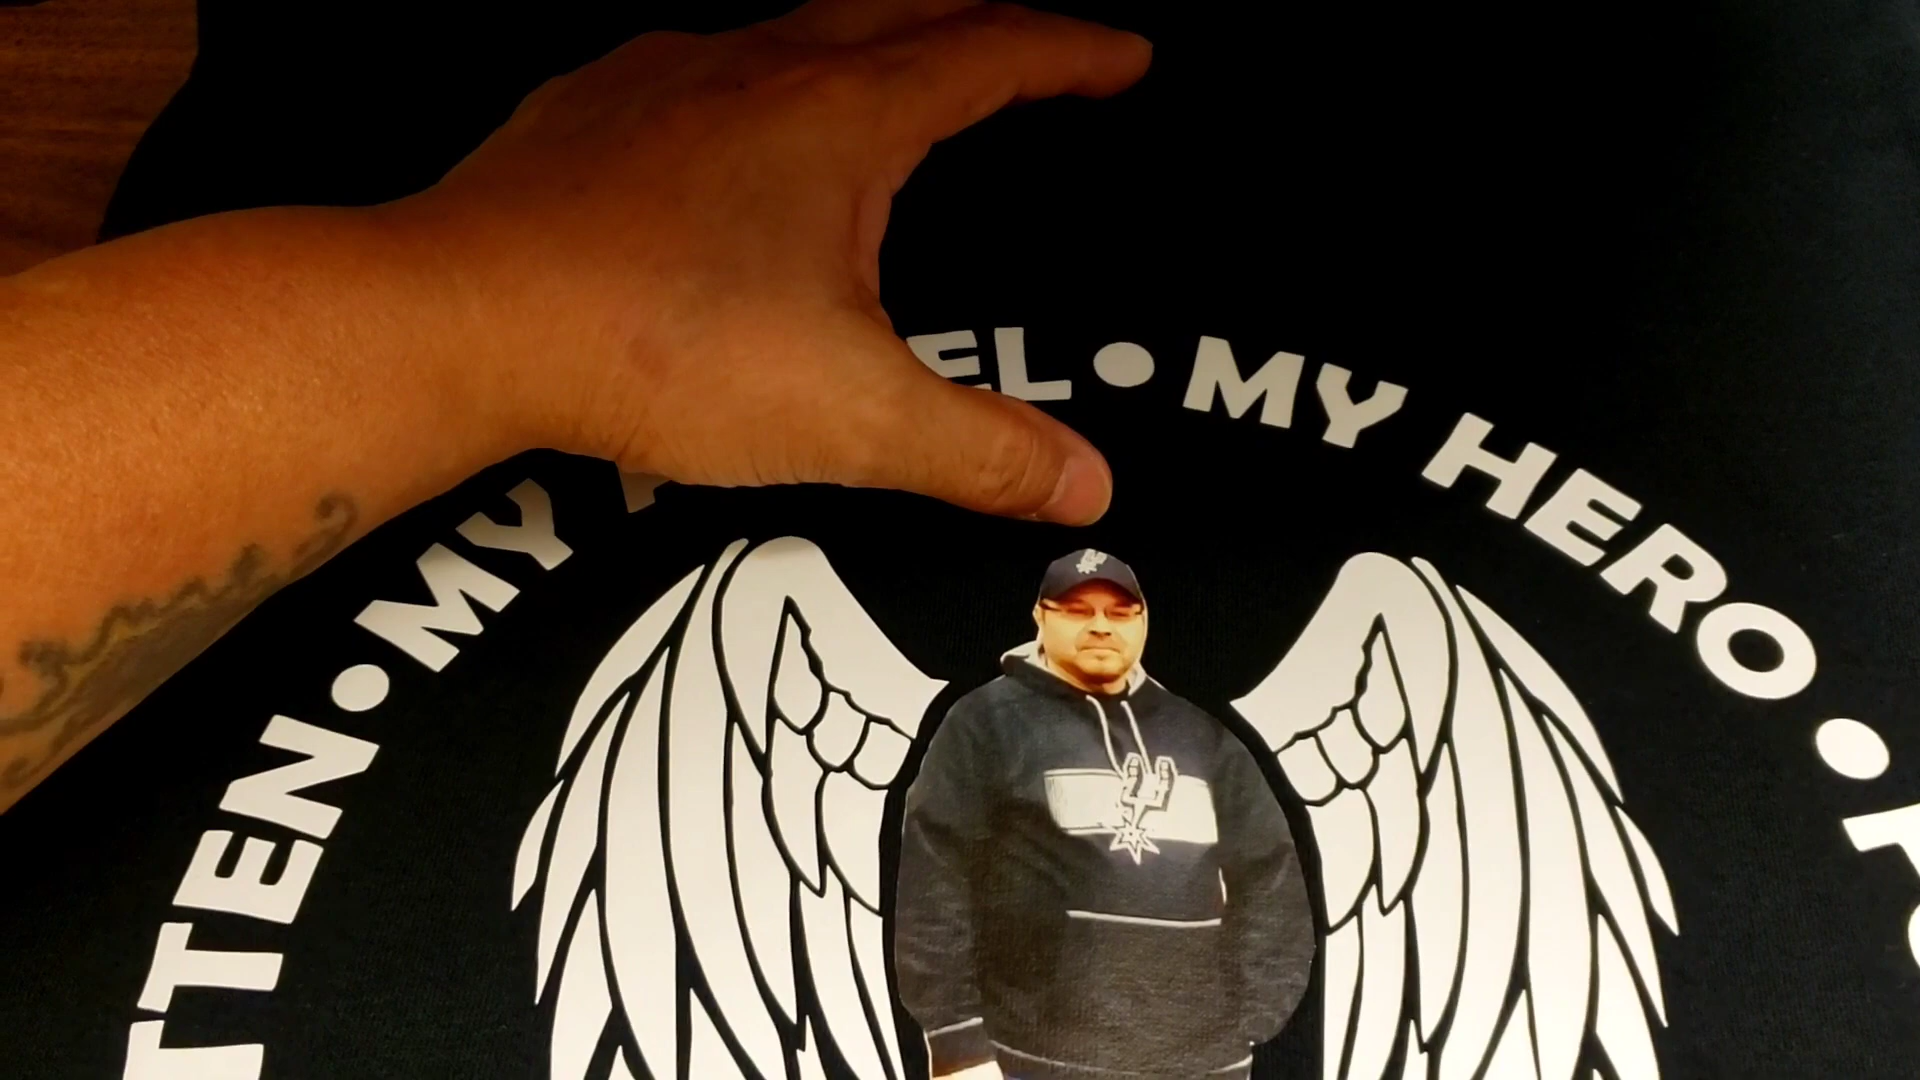 TTEN • MY A EL • MY HERO •